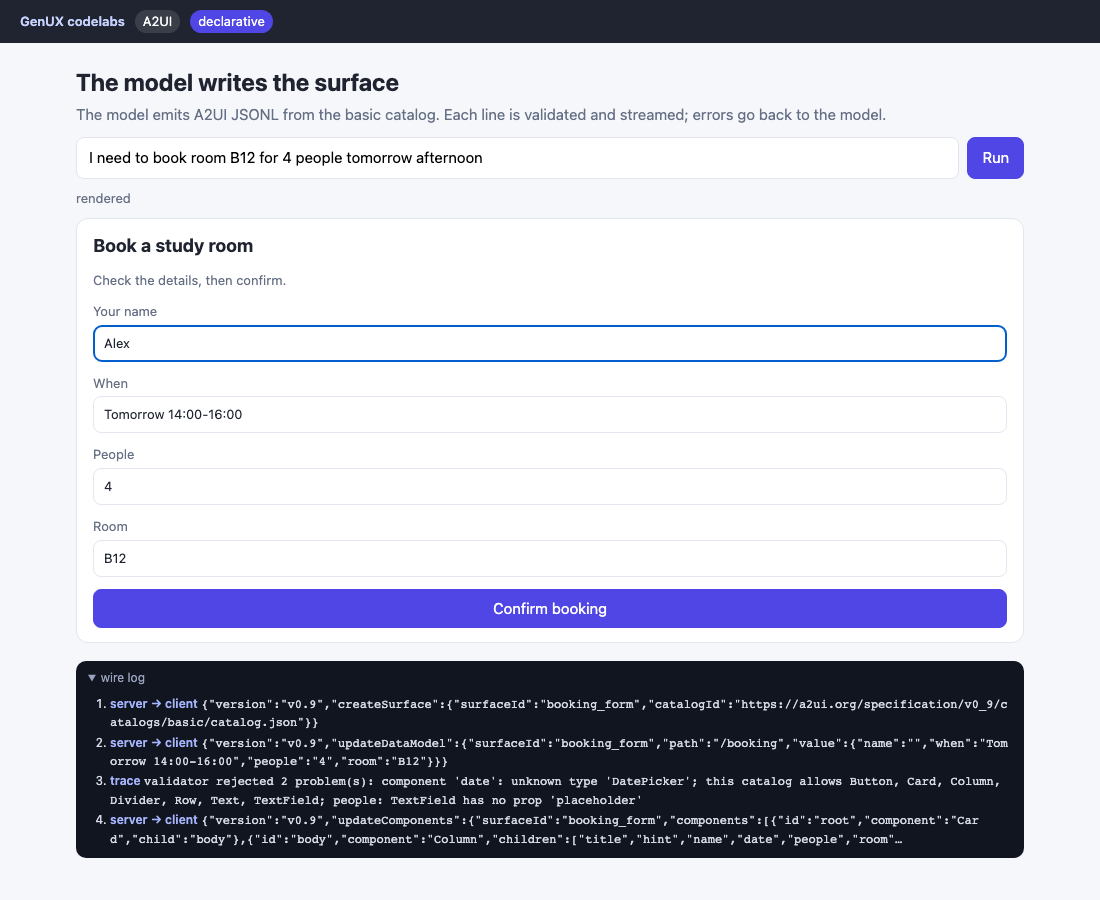 GenUX codelabs A2UI declarative
The model writes the surface
The model emits A2UI JSONL from the basic catalog. Each line is validated and streamed; errors go back to the model.
I need to book room B12 for 4 people tomorrow afternoon
Run
rendered
Book a study room
Check the details, then confirm.
Your name
Alex
When
Tomorrow 14:00-16:00
People
4
Room
B12
Confirm booking
▼ wire log
1. server → client {"version":"v0.9","createSurface":{"surfaceId":"booking_form","catalogId":"https://a2ui.org/specification/v0_9/c
atalogs/basic/catalog.json"}}
2. server → client {"version":"v0.9","updateDataModel":{"surfaceId":"booking_form","path":"/booking","value":{"name":"","when":"Tom
orrow 14:00-16:00","people":"4","room":"B12"}}}
3. trace validator rejected 2 problem(s): component 'date': unknown type 'DatePicker'; this catalog allows Button, Card, Column,
Divider, Row, Text, TextField; people: TextField has no prop 'placeholder'
4. server → client {"version":"v0.9","updateComponents":{"surfaceId":"booking_form","components":[{"id":"root","component":"Car
d","child":"body"},{"id":"body","component":"Column","children":["title","hint","name","date","people","room"…